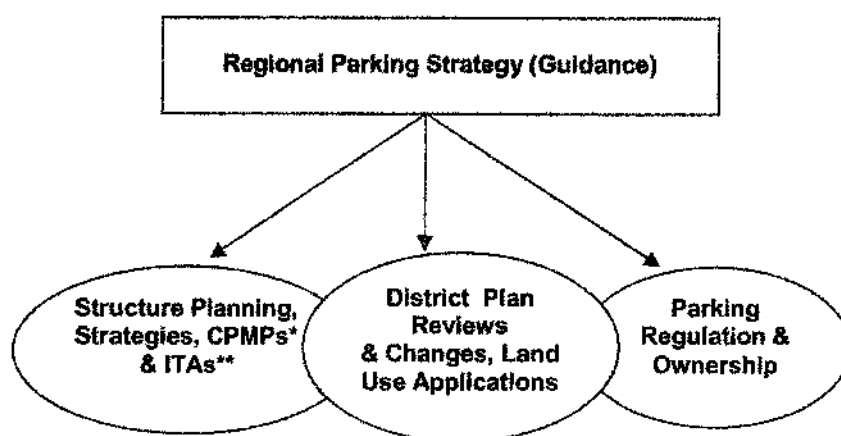 Regional Parking Strategy (Guidance)
Structure Planning,
Strategies, CPMPs*
& ITAs**
District Plan
Reviews
& Changes, Land
Use Applications
Parking
Regulation &
Ownership